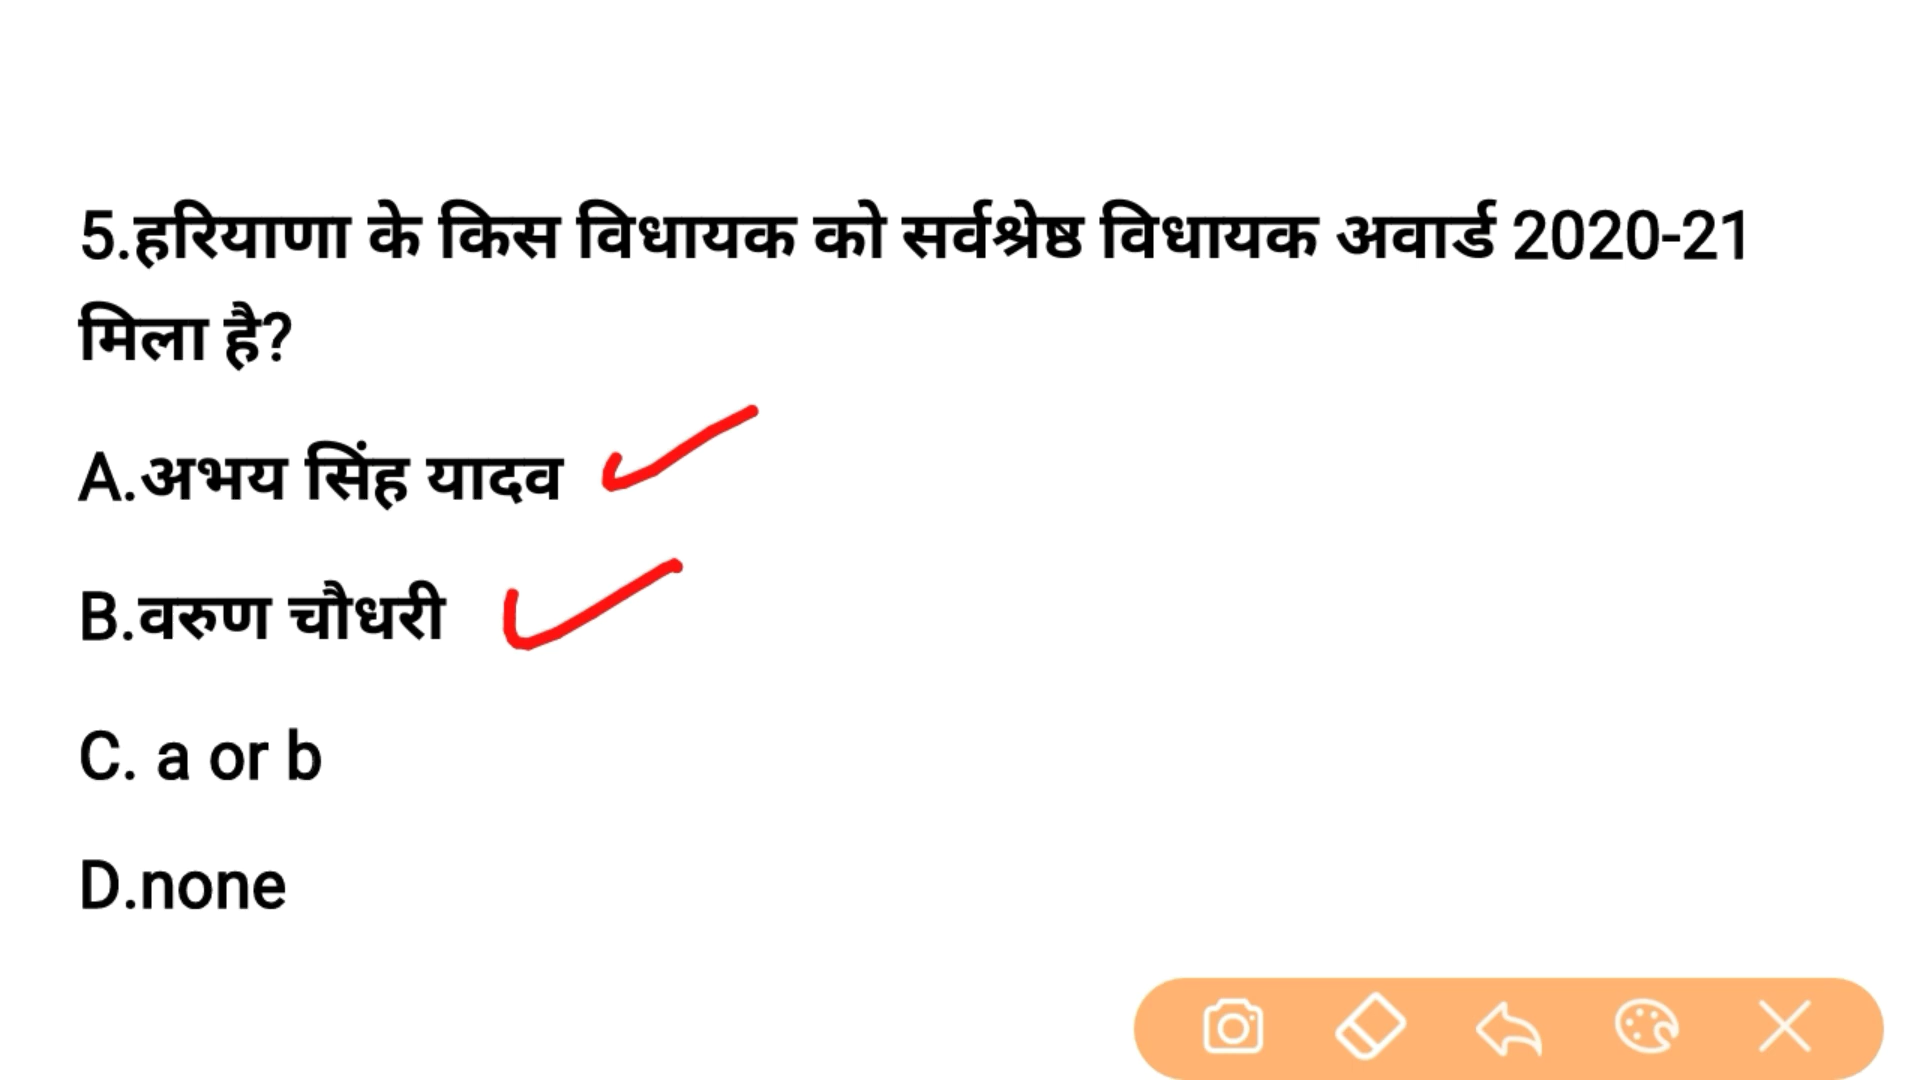 5.हरियाणा के किस विधायक को सर्वश्रेष्ठ विधायक अवार्ड 2020-21
मिला है?
A.अभय सिंह यादव
B.वरुण चौधरी
C. a or b
D.none